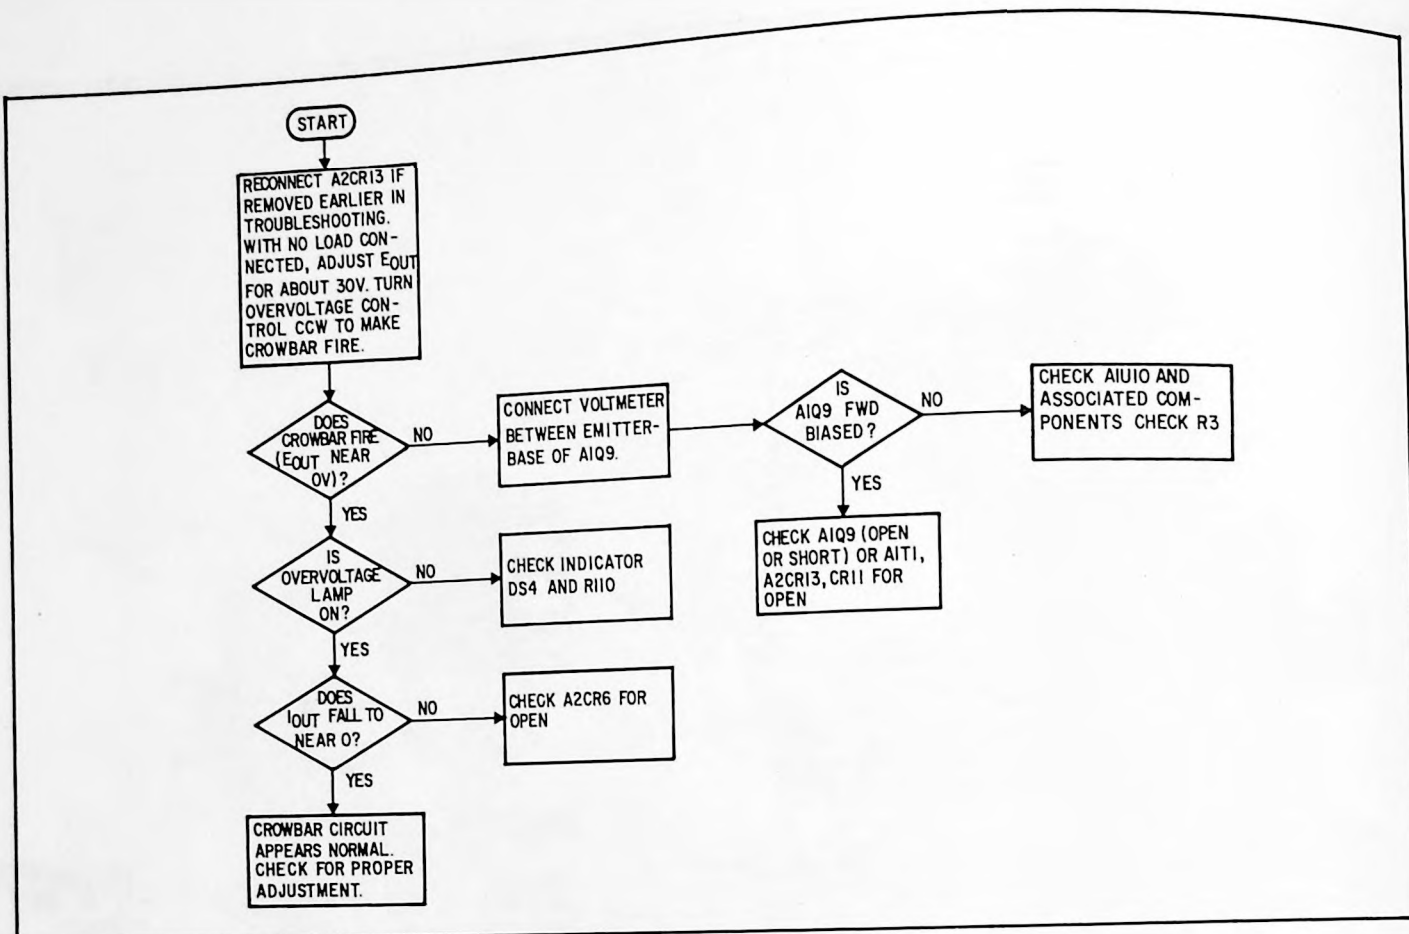 START
RECONNECT A2CR13 IF
REMOVED EARLIER IN
TROUBLESHOOTING.
WITH NO LOAD CON-
NECTED, ADJUST EOUT
FOR ABOUT 30V. TURN
OVERVOLTAGE CON-
TROL CCW TO MAKE
CROWBAR FIRE.
DOES
CROWBAR FIRE
(EOUT NEAR
0V)?
NO
CONNECT VOLTMETER
BETWEEN EMITTER-
BASE OF A1Q9.
IS
A1Q9 FWD
BIASED?
NO
CHECK A1U10 AND
ASSOCIATED COM-
PONENTS CHECK R3
YES
CHECK A1Q9 (OPEN
OR SHORT) OR A1T1,
A2CR13, CR11 FOR
OPEN
YES
IS
OVERVOLTAGE
LAMP
ON?
NO
CHECK INDICATOR
DS4 AND R110
YES
DOES
IOUT FALL TO
NEAR 0?
NO
CHECK A2CR6 FOR
OPEN
YES
CROWBAR CIRCUIT
APPEARS NORMAL.
CHECK FOR PROPER
ADJUSTMENT.